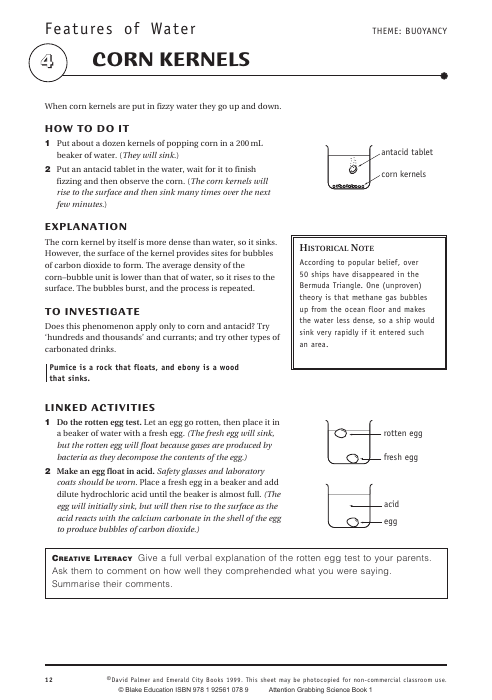 Features of Water
THEME: BUOYANCY
4
CORN KERNELS
When corn kernels are put in fizzy water they go up and down.
HOW TO DO IT
1 Put about a dozen kernels of popping corn in a 200 mL
beaker of water. (They will sink.)
2 Put an antacid tablet in the water, wait for it to finish
fizzing and then observe the corn. (The corn kernels will
rise to the surface and then sink many times over the next
few minutes.)
antacid tablet
corn kernels
EXPLANATION
The corn kernel by itself is more dense than water, so it sinks.
However, the surface of the kernel provides sites for bubbles
of carbon dioxide to form. The average density of the
corn–bubble unit is lower than that of water, so it rises to the
surface. The bubbles burst, and the process is repeated.
HISTORICAL NOTE
According to popular belief, over
50 ships have disappeared in the
Bermuda Triangle. One (unproven)
theory is that methane gas bubbles
up from the ocean floor and makes
the water less dense, so a ship would
sink very rapidly if it entered such
an area.
TO INVESTIGATE
Does this phenomenon apply only to corn and antacid? Try
'hundreds and thousands' and currants; and try other types of
carbonated drinks.
Pumice is a rock that floats, and ebony is a wood
that sinks.
LINKED ACTIVITIES
1 Do the rotten egg test. Let an egg go rotten, then place it in
a beaker of water with a fresh egg. (The fresh egg will sink,
but the rotten egg will float because gases are produced by
bacteria as they decompose the contents of the egg.)
2 Make an egg float in acid. Safety glasses and laboratory
coats should be worn. Place a fresh egg in a beaker and add
dilute hydrochloric acid until the beaker is almost full. (The
egg will initially sink, but will then rise to the surface as the
acid reacts with the calcium carbonate in the shell of the egg
to produce bubbles of carbon dioxide.)
rotten egg
fresh egg
acid
egg
CREATIVE LITERACY Give a full verbal explanation of the rotten egg test to your parents.
Ask them to comment on how well they comprehended what you were saying.
Summarise their comments.
12
©David Palmer and Emerald City Books 1999. This sheet may be photocopied for non-commercial classroom use.
© Blake Education ISBN 978 1 92561 078 9 Attention Grabbing Science Book 1